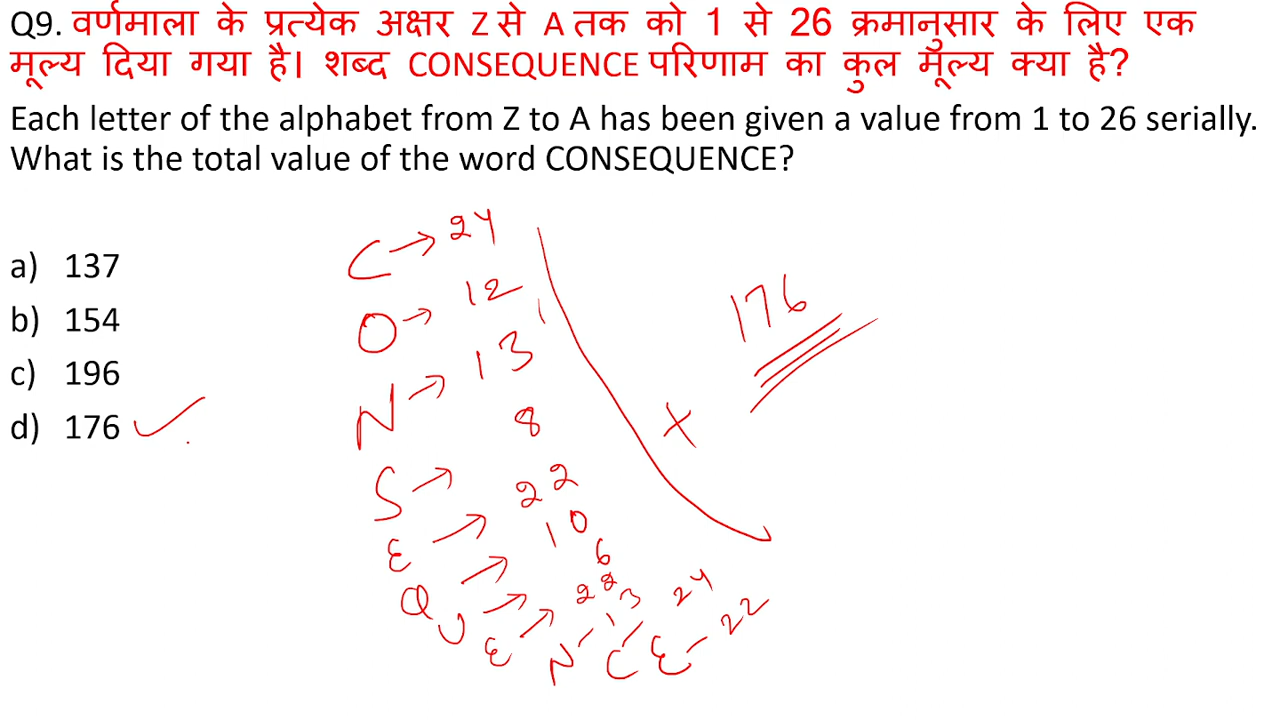 Q9. वर्णमाला के प्रत्येक अक्षर Z से A तक को 1 से 26 क्रमानुसार के लिए एक
मूल्य दिया गया है। शब्द CONSEQUENCE परिणाम का कुल मूल्य क्या है?
Each letter of the alphabet from Z to A has been given a value from 1 to 26 serially.
What is the total value of the word CONSEQUENCE?
a) 137
b) 154
c) 196
d) 176 ✓
C → 24
O → 12
N → 13
S → 8
E → 22
Q → 10
U → 6
E → 22
N - 13
C - 24
E - 22
+
176